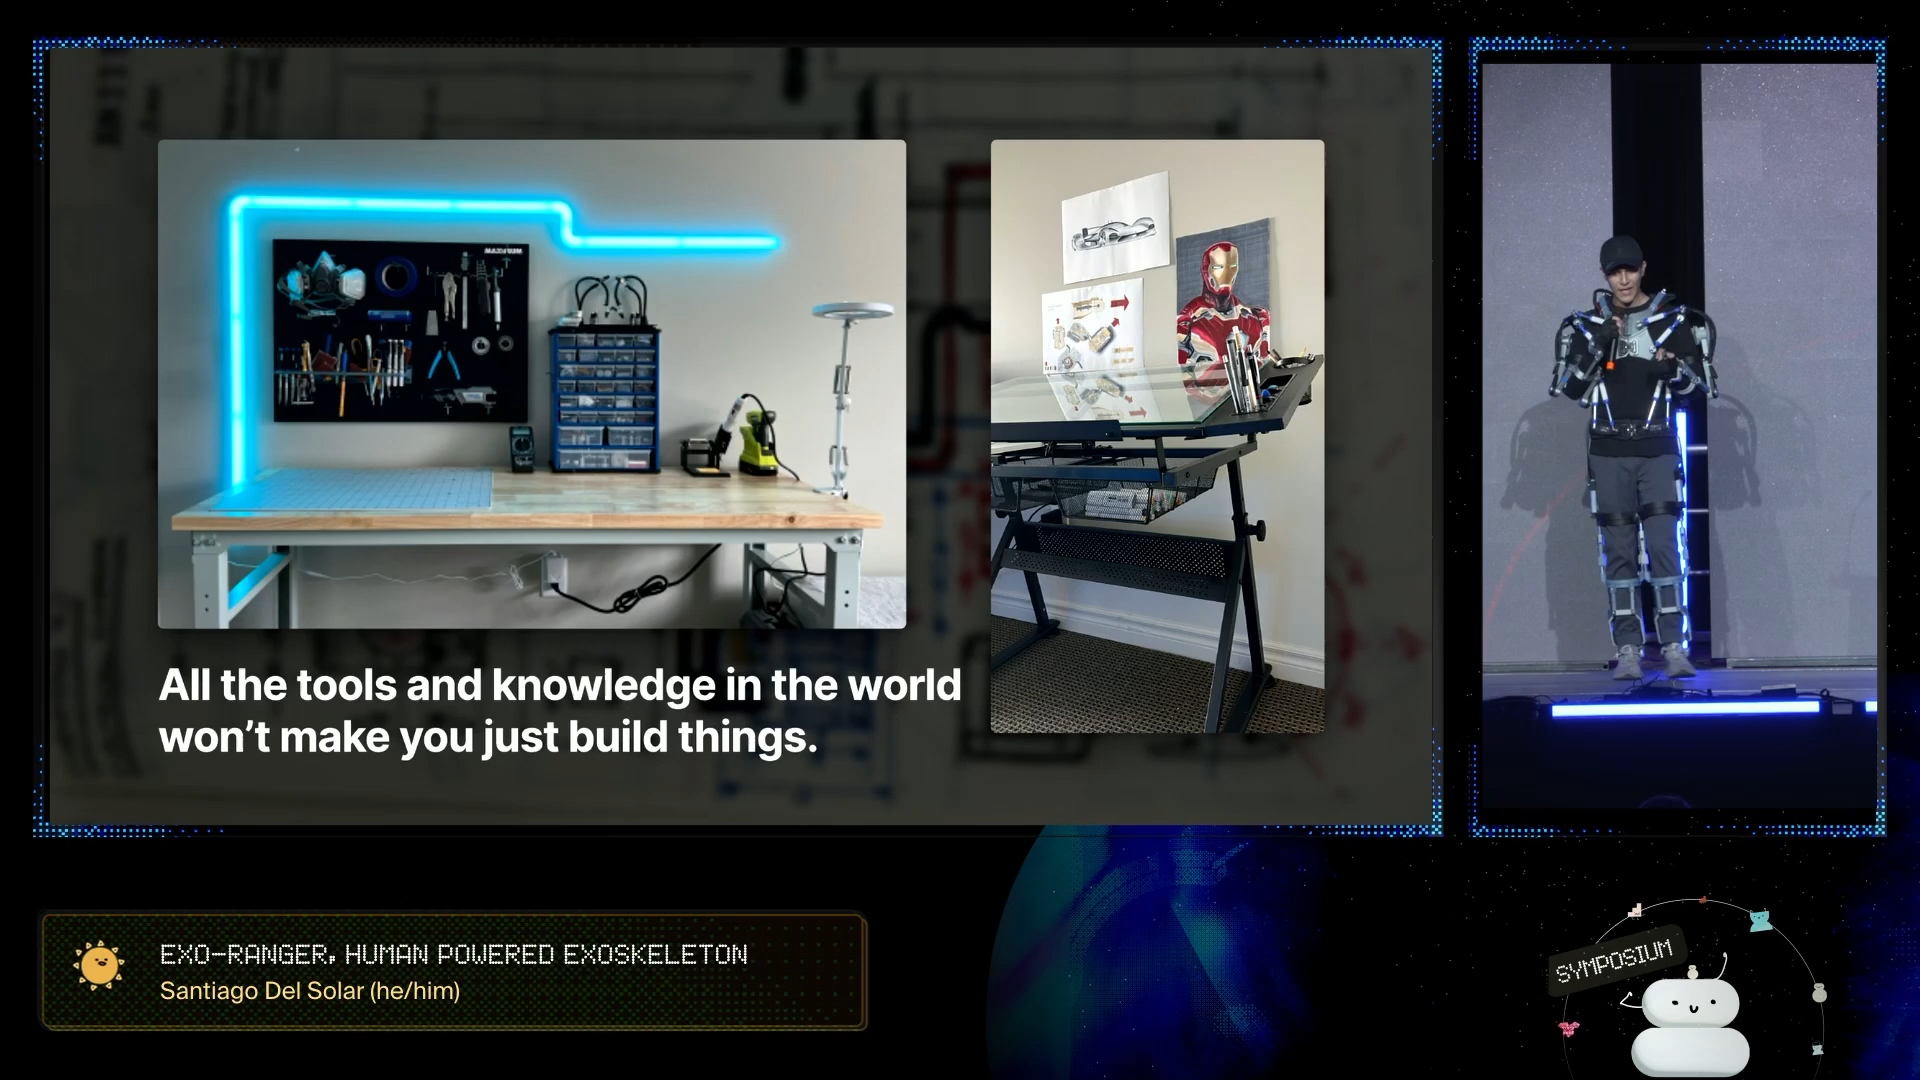 All the tools and knowledge in the world
won't make you just build things.
EXO-RANGER, HUMAN POWERED EXOSKELETON
Santiago Del Solar (he/him)
SYMPOSIUM